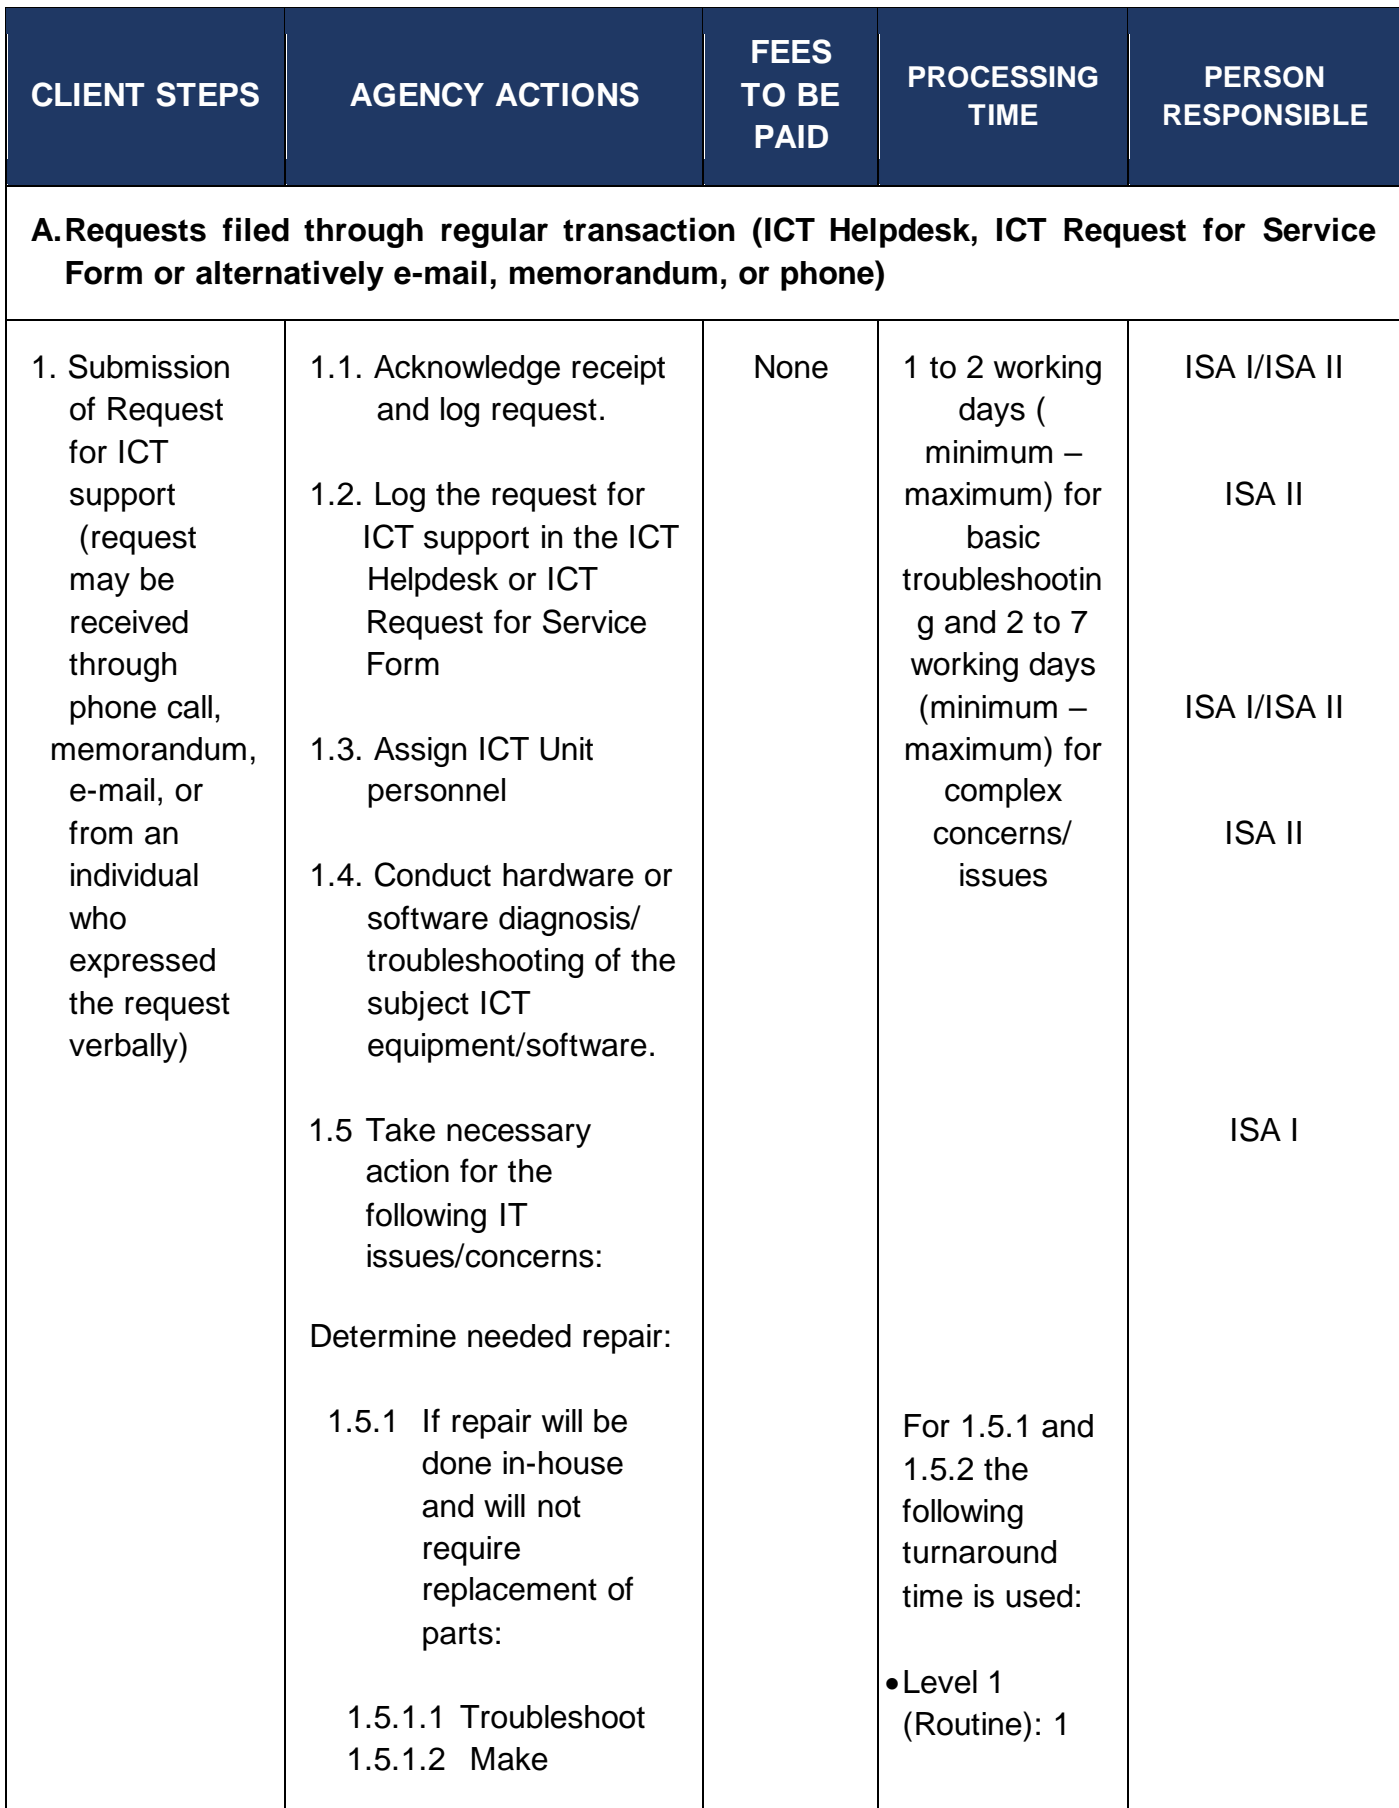 CLIENT STEPS
AGENCY ACTIONS
FEES
TO BE
PAID
PROCESSING
TIME
PERSON
RESPONSIBLE
A. Requests filed through regular transaction (ICT Helpdesk, ICT Request for Service
Form or alternatively e-mail, memorandum, or phone)
1. Submission
of Request
for ICT
support
(request
may be
received
through
phone call,
memorandum,
e-mail, or
from an
individual
who
expressed
the request
verbally)
1.1. Acknowledge receipt
and log request.
1.2. Log the request for
ICT support in the ICT
Helpdesk or ICT
Request for Service
Form
1.3. Assign ICT Unit
personnel
1.4. Conduct hardware or
software diagnosis/
troubleshooting of the
subject ICT
equipment/software.
1.5 Take necessary
action for the
following IT
issues/concerns:
Determine needed repair:
1.5.1 If repair will be
done in-house
and will not
require
replacement of
parts:
1.5.1.1 Troubleshoot
1.5.1.2 Make
None
1 to 2 working
days (
minimum –
maximum) for
basic
troubleshootin
g and 2 to 7
working days
(minimum –
maximum) for
complex
concerns/
issues
For 1.5.1 and
1.5.2 the
following
turnaround
time is used:
•Level 1
(Routine): 1
ISA I/ISA II
ISA II
ISA I/ISA II
ISA II
ISA I